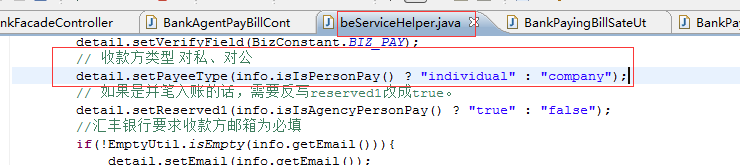 nkFacadeController
BankAgentPayBillCont
beServiceHelper.java
BankPayingBillSateUt
BankPay
detail.setVerifyField(BizConstant.BIZ_PAY);
// 收款方类型 对私、对公
detail.setPayeeType(info.isIsPersonPay() ? "individual" : "company");
// 如果是并笔入账的话，需要反写reserved1改成true。
detail.setReserved1(info.isIsAgencyPersonPay() ? "true" : "false");
//汇丰银行要求收款方邮箱为必填
if(!EmptyUtil.isEmpty(info.getEmail())){
detail.setEmail(info.getEmail());